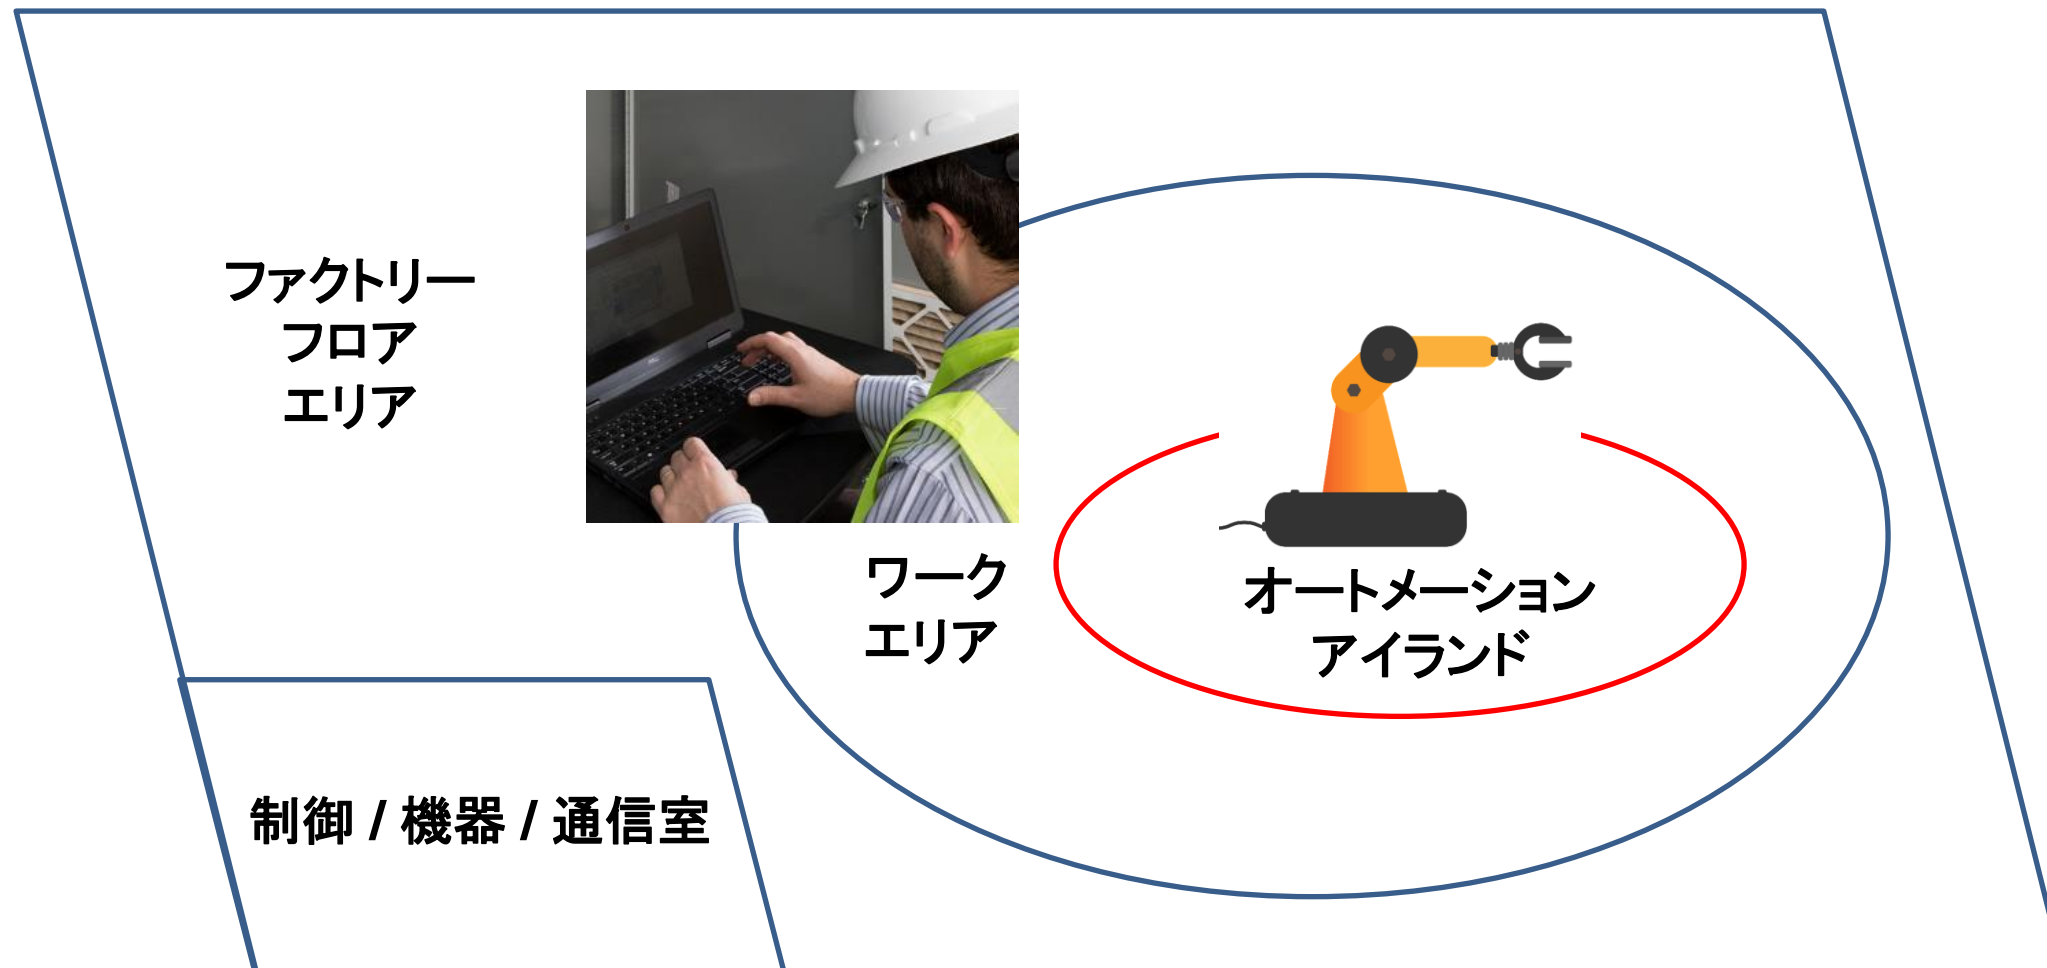 ファクトリー
フロア
エリア
ワーク
エリア
オートメーション
アイランド
制御 / 機器 / 通信室